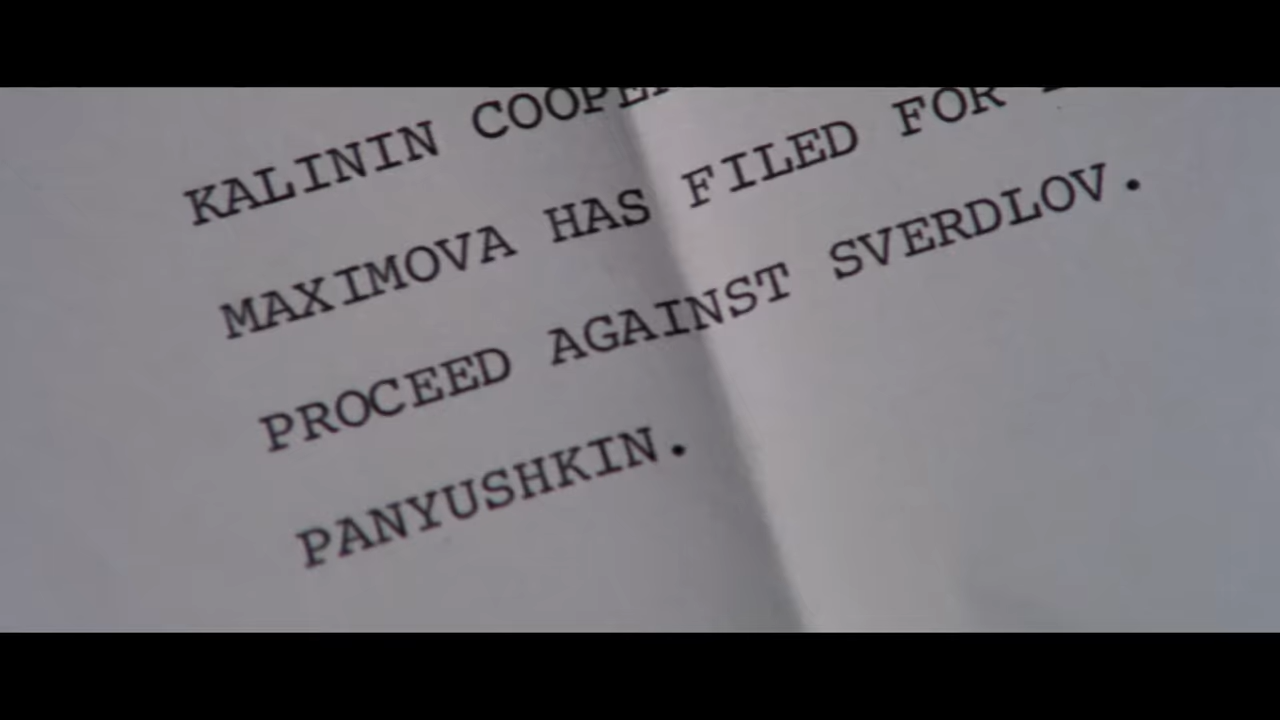 KALININ
MAXIMOVA HAS FILED FOR
PROCEED AGAINST SVERDLOV.
PANYUSHKIN.